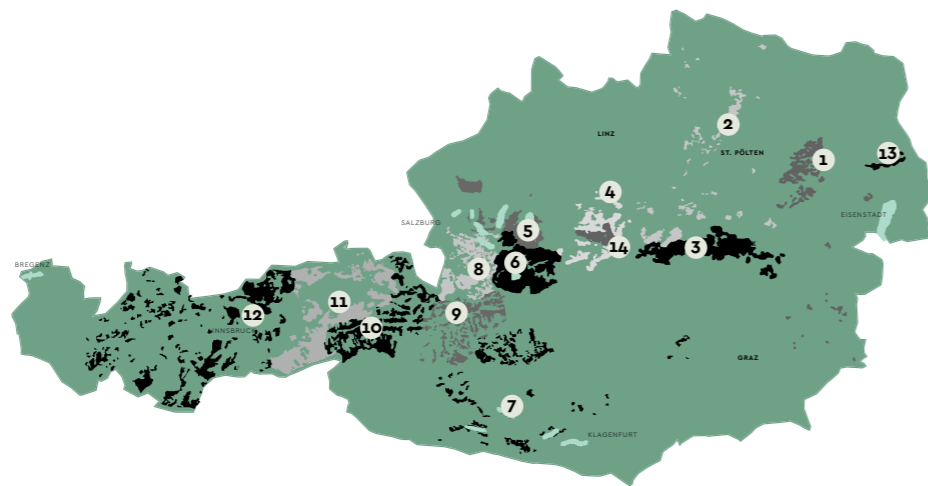 2
LINZ
ST. PÖLTEN
1
13
4
EISENSTADT
SALZBURG
5
14
3
6
8
BREGENZ
11
9
12
10
INNSBRUCK
GRAZ
7
KLAGENFURT